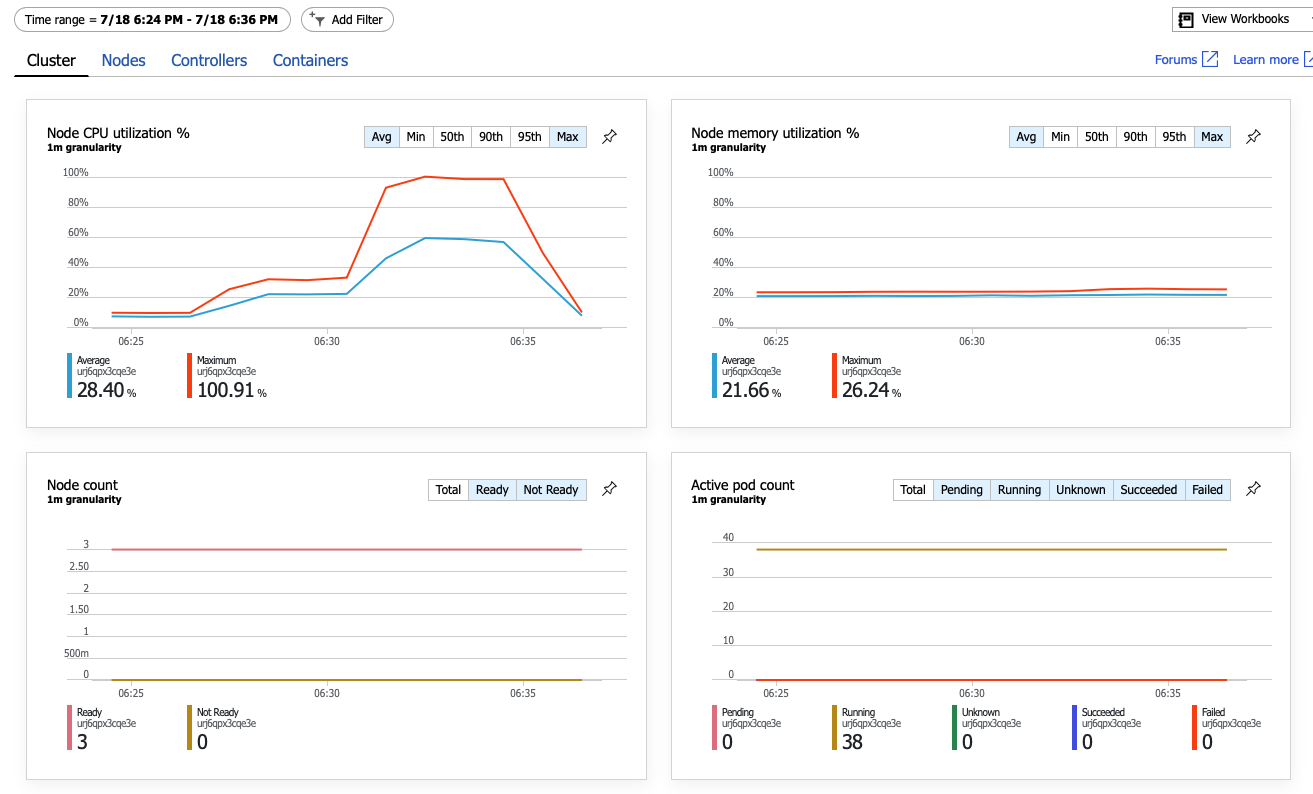 Time range = 7/18 6:24 PM - 7/18 6:36 PM Add Filter View Workbooks
Cluster Nodes Controllers Containers Forums Learn more
Node CPU utilization %
1m granularity
Avg Min 50th 90th 95th Max
100%
80%
60%
40%
20%
0%
06:25 06:30 06:35
Average
urj6qpx3cqe3e
28.40 %
Maximum
urj6qpx3cqe3e
100.91 %
Node memory utilization %
1m granularity
Avg Min 50th 90th 95th Max
100%
80%
60%
40%
20%
0%
06:25 06:30 06:35
Average
urj6qpx3cqe3e
21.66 %
Maximum
urj6qpx3cqe3e
26.24 %
Node count
1m granularity
Total Ready Not Ready
3
2.50
2
1.50
1
500m
0
06:25 06:30 06:35
Ready
urj6qpx3cqe3e
3
Not Ready
urj6qpx3cqe3e
0
Active pod count
1m granularity
Total Pending Running Unknown Succeeded Failed
40
30
20
10
0
06:25 06:30 06:35
Pending
urj6qpx3cqe3e
0
Running
urj6qpx3cqe3e
38
Unknown
urj6qpx3cqe3e
0
Succeeded
urj6qpx3cqe3e
0
Failed
urj6qpx3cqe3e
0